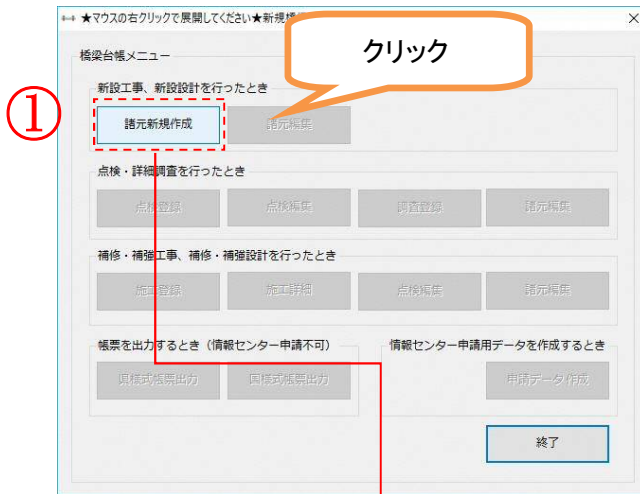 ★マウスの右クリックで展開してください★新規
×
クリック
橋梁台帳メニュー
新設工事、新設設計を行ったとき
①
諸元新規作成
諸元編集
点検・詳細調査を行ったとき
点検登録
点検編集
調査登録
諸元編集
補修・補強工事、補修・補強設計を行ったとき
施工登録
施工詳細
点検編集
諸元編集
帳票を出力するとき（情報センター申請不可）
情報センター申請用データを作成するとき
県様式帳票出力
国様式帳票出力
申請データ作成
終了